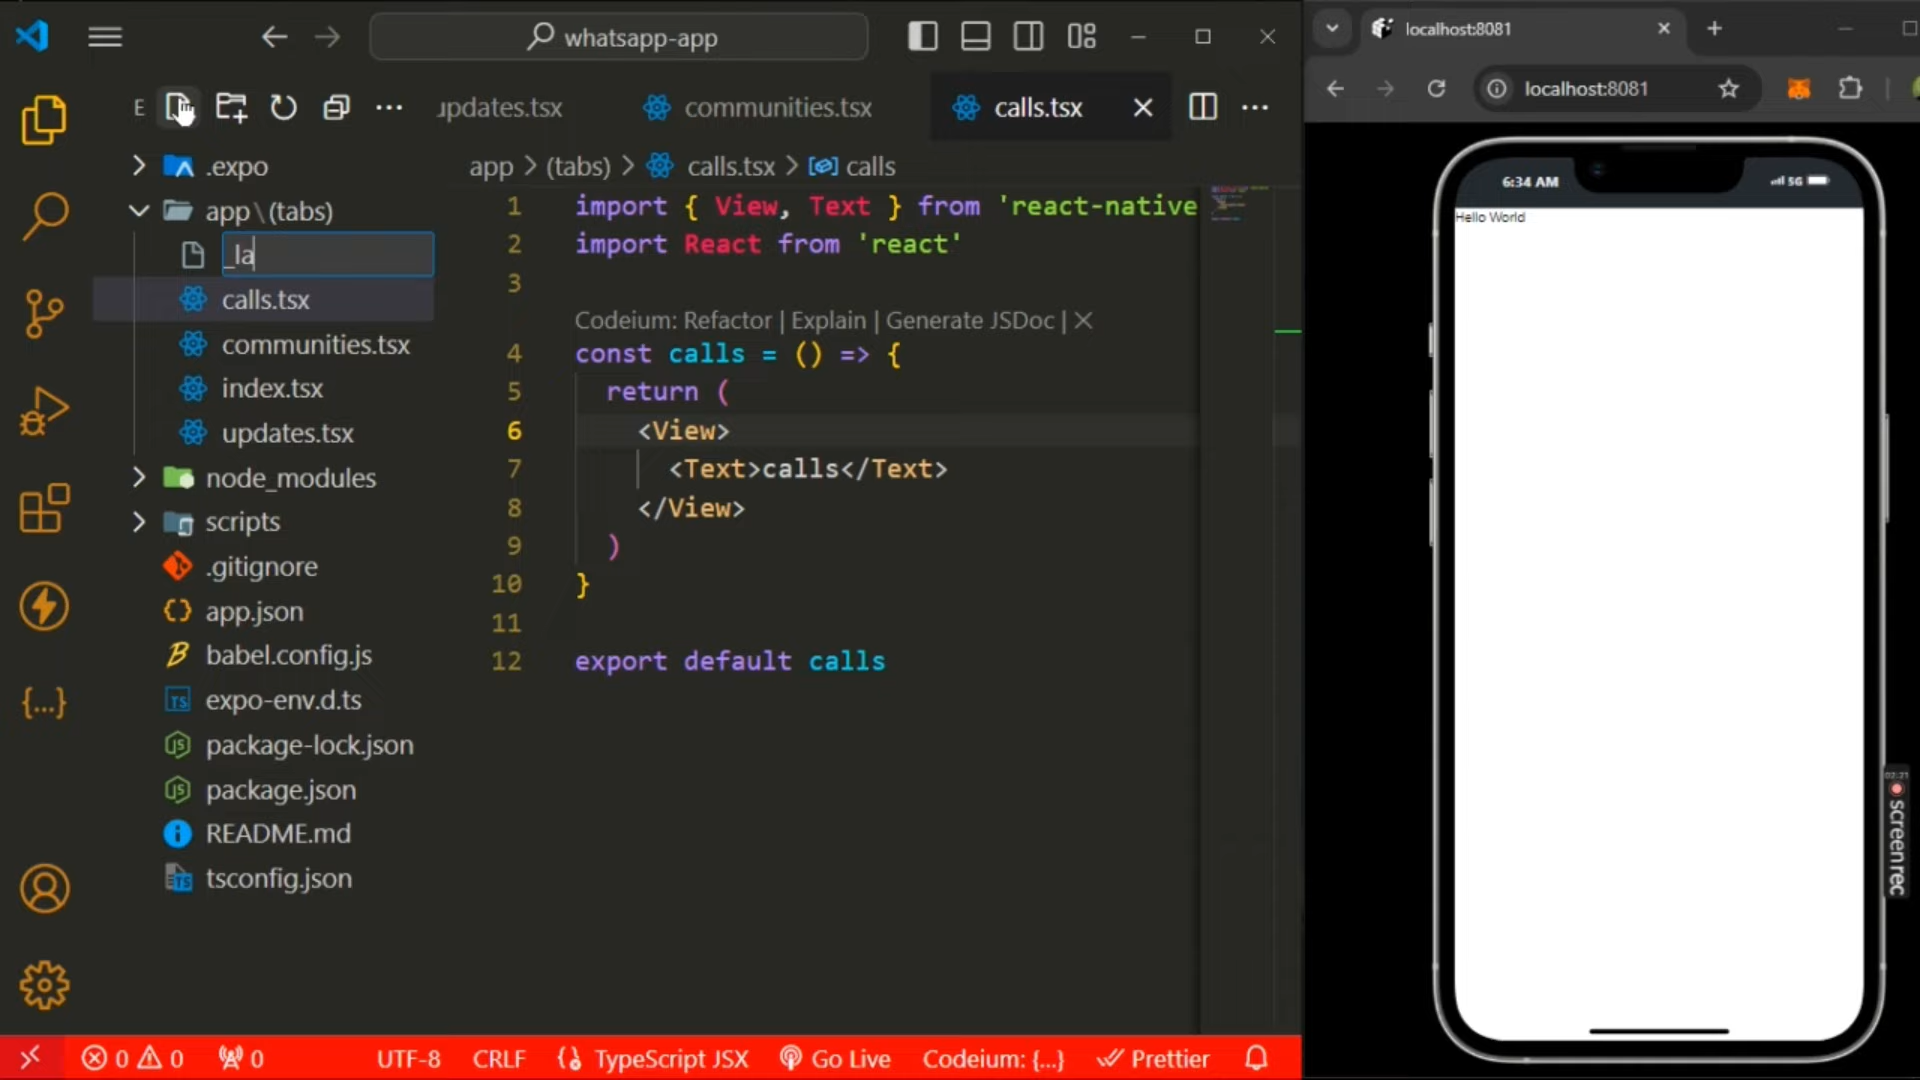 whatsapp-app
E
updates.tsx
communities.tsx
calls.tsx
app > (tabs) > calls.tsx > calls
.expo
app\(tabs)
_la
calls.tsx
communities.tsx
index.tsx
updates.tsx
node_modules
scripts
.gitignore
app.json
babel.config.js
expo-env.d.ts
package-lock.json
package.json
README.md
tsconfig.json
1 import { View, Text } from 'react-native
2 import React from 'react'
3
Codeium: Refactor | Explain | Generate JSDoc | ×
4 const calls = () => {
5 return (
6 <View>
7 <Text>calls</Text>
8 </View>
9 )
10 }
11
12 export default calls
0 0 0 UTF-8 CRLF TypeScript JSX Go Live Codeium: {...} Prettier
localhost:8081
localhost:8081
6:34 AM
5G
Hello World
02:21
screenrec